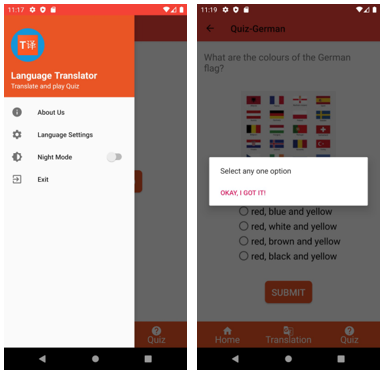 11:17
T译
Language Translator
Translate and play Quiz
About Us
Language Settings
Night Mode
Exit
Quiz
11:19
Quiz-German
What are the colours of the German
flag?
Select any one option
OKAY, I GOT IT!
red, blue and yellow
red, white and yellow
red, brown and yellow
red, black and yellow
SUBMIT
Home
Translation
Quiz